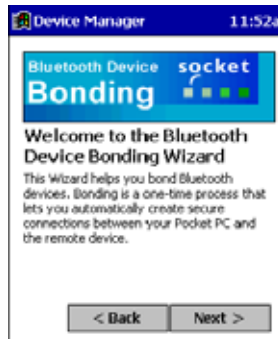 Device Manager 11:52a
Bluetooth Device socket
Bonding
Welcome to the Bluetooth
Device Bonding Wizard
This Wizard helps you bond Bluetooth
devices. Bonding is a one-time process that
lets you automatically create secure
connections between your Pocket PC and
the remote device.
< Back Next >